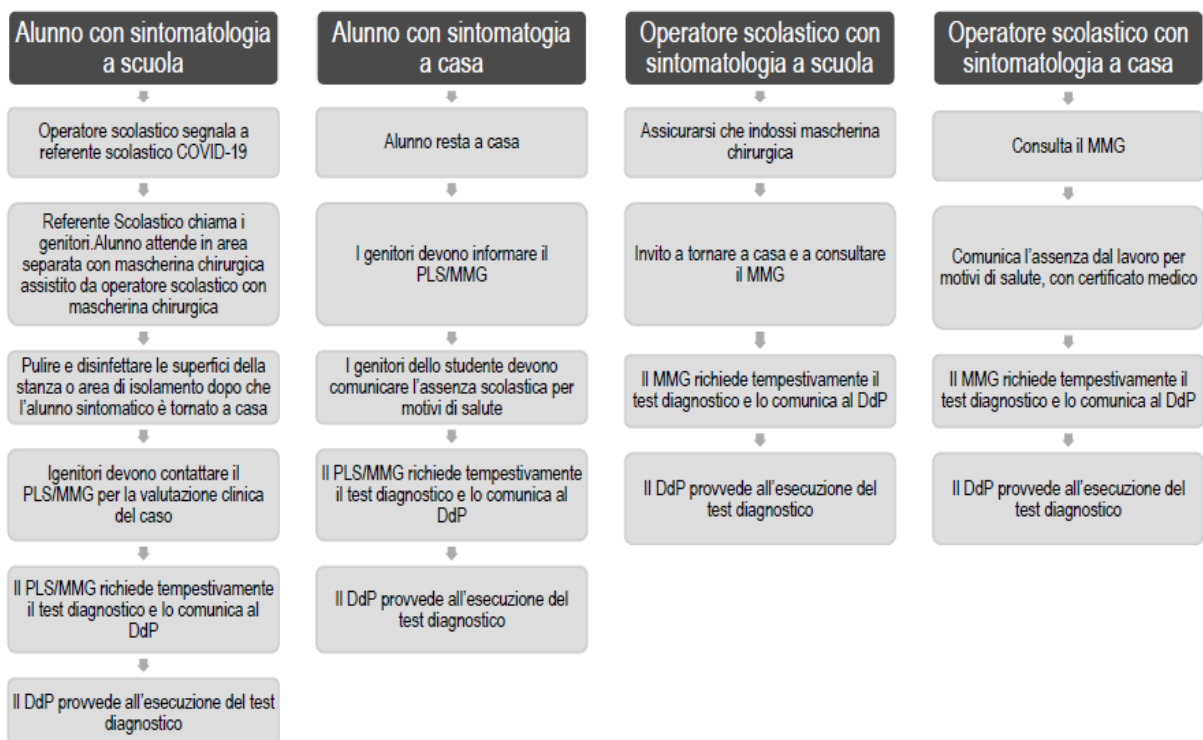 Alunno con sintomatologia
a scuola
Operatore scolastico segnala a
referente scolastico COVID-19
Referente Scolastico chiama i
genitori.Alunno attende in area
separata con mascherina chirurgica
assistito da operatore scolastico con
mascherina chirurgica
Pulire e disinfettare le superfici della
stanza o area di isolamento dopo che
l'alunno sintomatico è tornato a casa
Igenitori devono contattare il
PLS/MMG per la valutazione clinica
del caso
Il PLS/MMG richiede tempestivamente
il test diagnostico e lo comunica al
DdP
Il DdP provvede all'esecuzione del test
diagnostico
Alunno con sintomatogia
a casa
Alunno resta a casa
I genitori devono informare il
PLS/MMG
I genitori dello studente devono
comunicare l'assenza scolastica per
motivi di salute
Il PLS/MMG richiede tempestivamente
il test diagnostico e lo comunica al
DdP
Il DdP provvede all'esecuzione del
test diagnostico
Operatore scolastico con
sintomatologia a scuola
Assicurarsi che indossi mascherina
chirurgica
Invito a tornare a casa e a consultare
il MMG
Il MMG richiede tempestivamente il
test diagnostico e lo comunica al DdP
Il DdP provvede all'esecuzione del
test diagnostico
Operatore scolastico con
sintomatologia a casa
Consulta il MMG
Comunica l'assenza dal lavoro per
motivi di salute, con certificato medico
Il MMG richiede tempestivamente il
test diagnostico e lo comunica al DdP
Il DdP provvede all'esecuzione del
test diagnostico